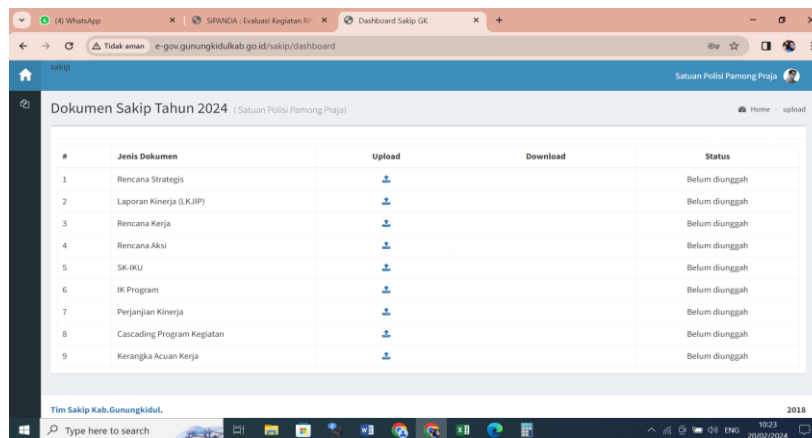 (4) WhatsApp
SiPANDA : Evaluasi Kegiatan RI
Dashboard Sakip GK
Tidak aman e-gov.gunungkidulkab.go.id/sakip/dashboard
sakip
Satuan Polisi Pamong Praja
Dokumen Sakip Tahun 2024 ( Satuan Polisi Pamong Praja)
Home > upload
# Jenis Dokumen Upload Download Status
1 Rencana Strategis Belum diunggah
2 Laporan Kinerja (LKJIP) Belum diunggah
3 Rencana Kerja Belum diunggah
4 Rencana Aksi Belum diunggah
5 SK-IKU Belum diunggah
6 IK Program Belum diunggah
7 Perjanjian Kinerja Belum diunggah
8 Cascading Program Kegiatan Belum diunggah
9 Kerangka Acuan Kerja Belum diunggah
Tim Sakip Kab.Gunungkidul. 2018
Type here to search
ENG
10:23
20/02/2024